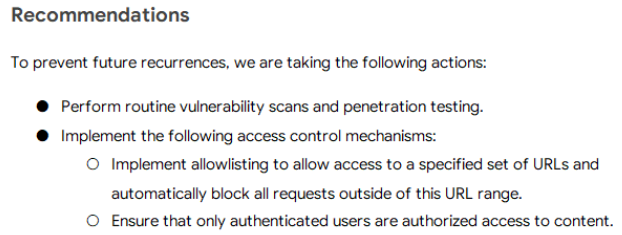 Recommendations
To prevent future recurrences, we are taking the following actions:
● Perform routine vulnerability scans and penetration testing.
● Implement the following access control mechanisms:
○ Implement allowlisting to allow access to a specified set of URLs and
automatically block all requests outside of this URL range.
○ Ensure that only authenticated users are authorized access to content.